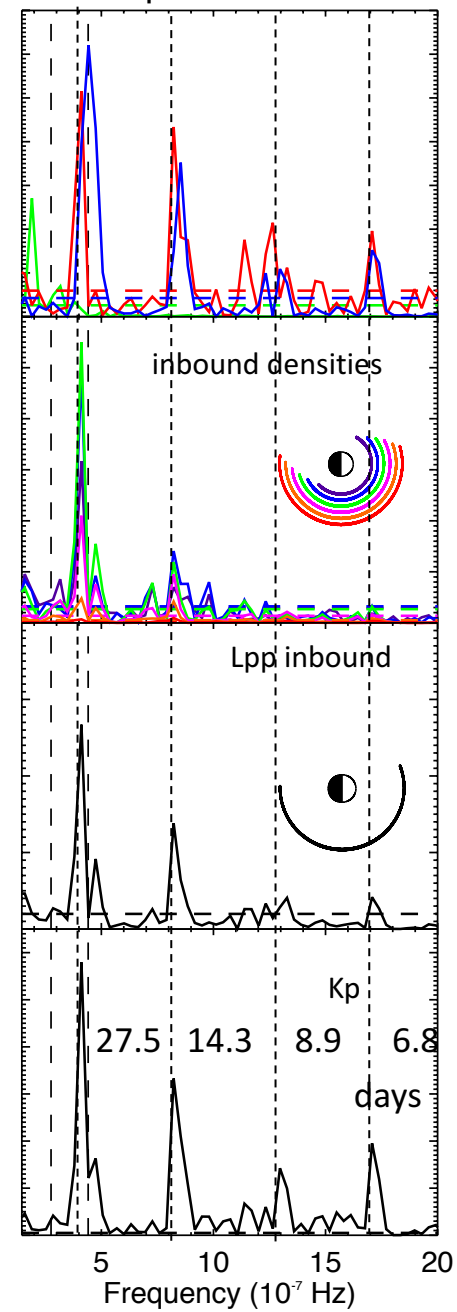 inbound densities
Lpp inbound
Kp
27.5 14.3 8.9 6.8
days
5 10 15 20
Frequency (10⁻⁷ Hz)